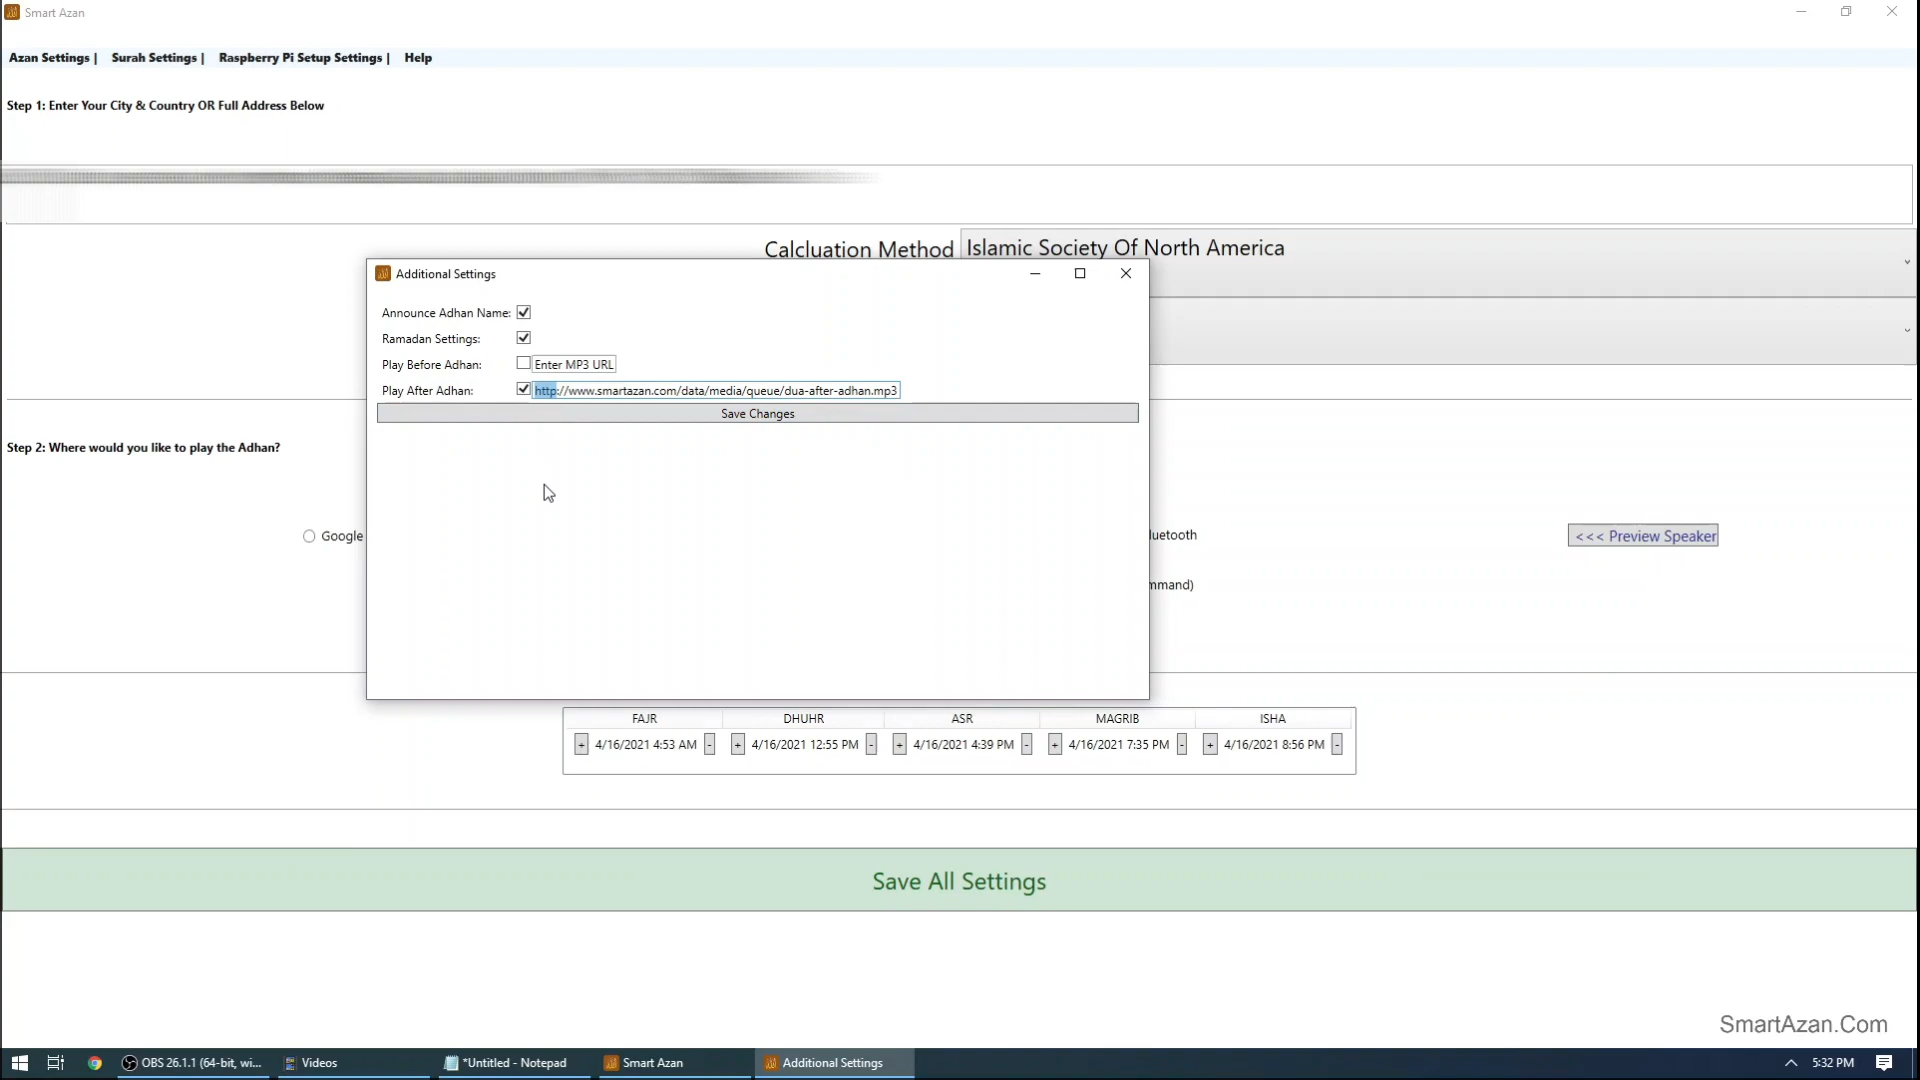 Smart Azan
Azan Settings | Surah Settings | Raspberry Pi Setup Settings | Help
Step 1: Enter Your City & Country OR Full Address Below
Calcluation Method Islamic Society Of North America
Additional Settings
Announce Adhan Name:
Ramadan Settings:
Play Before Adhan: Enter MP3 URL
Play After Adhan: http://www.smartazan.com/data/media/queue/dua-after-adhan.mp3
Save Changes
Step 2: Where would you like to play the Adhan?
Google luetooth <<< Preview Speaker
mmand)
FAJR DHUHR ASR MAGRIB ISHA
+ 4/16/2021 4:53 AM - + 4/16/2021 12:55 PM - + 4/16/2021 4:39 PM - + 4/16/2021 7:35 PM - + 4/16/2021 8:56 PM -
Save All Settings
SmartAzan.Com
OBS 26.1.1 (64-bit, wi... Videos *Untitled - Notepad Smart Azan Additional Settings 5:32 PM